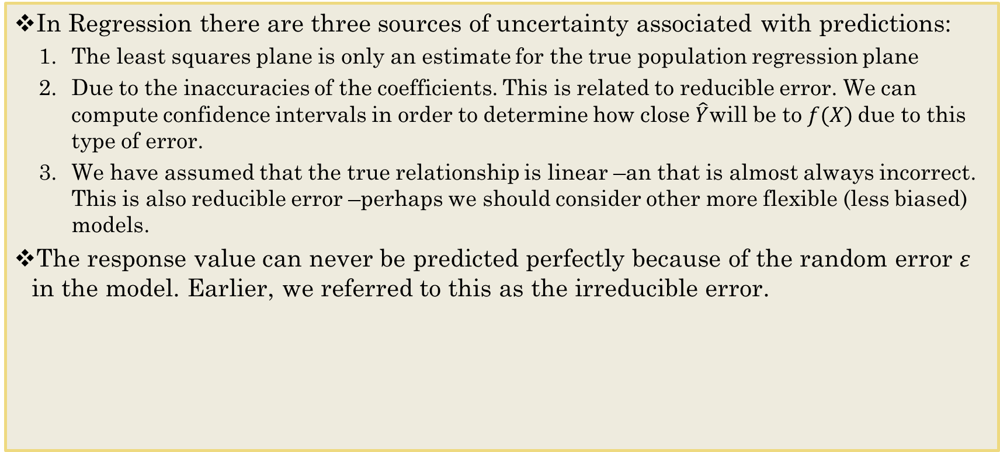 ❖In Regression there are three sources of uncertainty associated with predictions:
1. The least squares plane is only an estimate for the true population regression plane
2. Due to the inaccuracies of the coefficients. This is related to reducible error. We can
compute confidence intervals in order to determine how close Ŷ will be to f(X) due to this
type of error.
3. We have assumed that the true relationship is linear –an that is almost always incorrect.
This is also reducible error –perhaps we should consider other more flexible (less biased)
models.
❖The response value can never be predicted perfectly because of the random error ε
in the model. Earlier, we referred to this as the irreducible error.